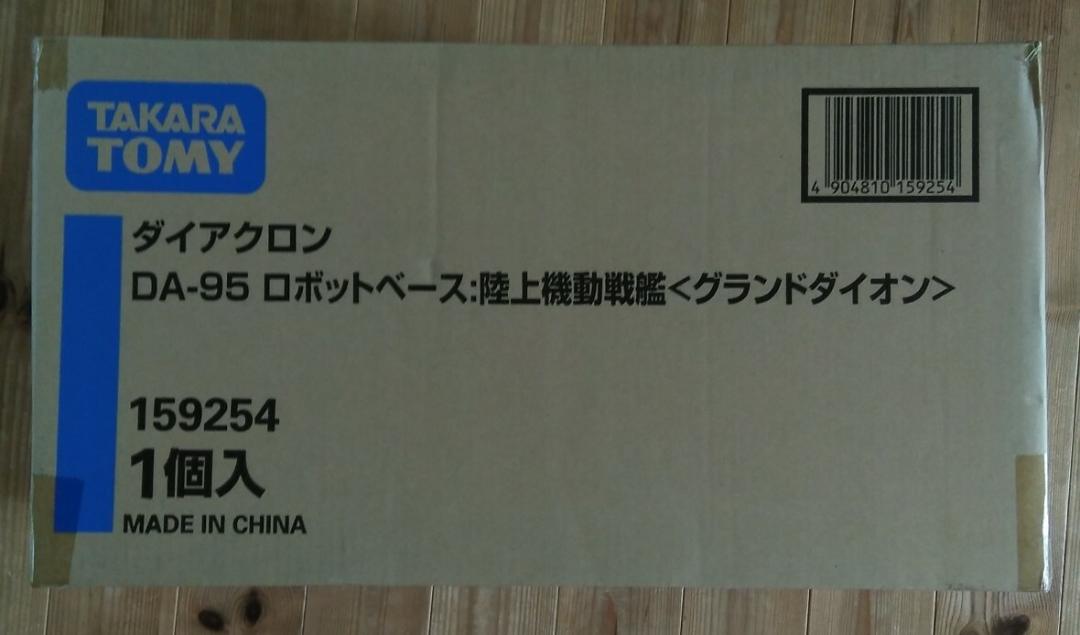 TAKARA
TOMY
4 904810 159254
ダイアクロン
DA-95 ロボットベース:陸上機動戦艦<グランドダイオン>
159254
1個入
MADE IN CHINA